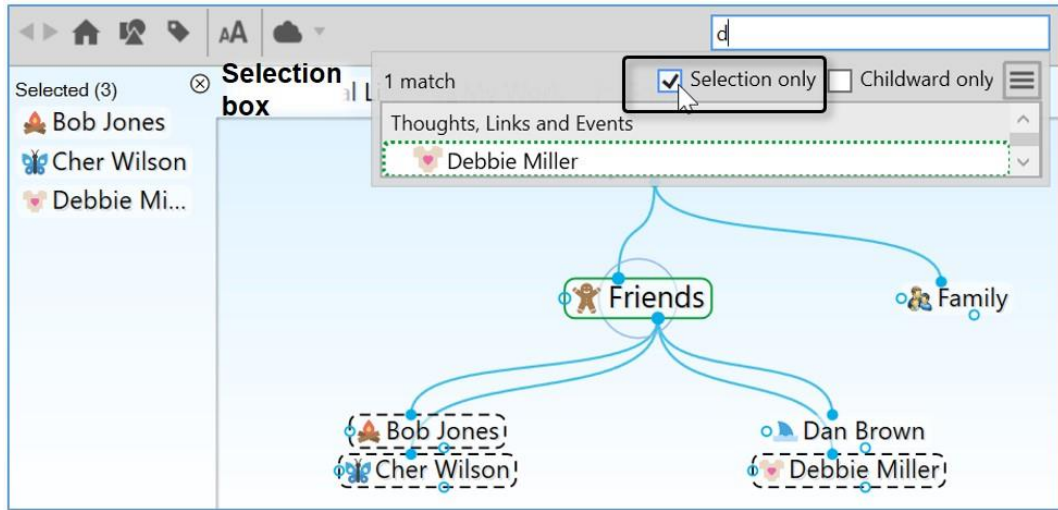 AA
d
Selected (3)
Selection
box
1 match
Selection only
Childward only
Bob Jones
Cher Wilson
Debbie Mi...
Thoughts, Links and Events
Debbie Miller
Friends
Family
Bob Jones
Dan Brown
Cher Wilson
Debbie Miller